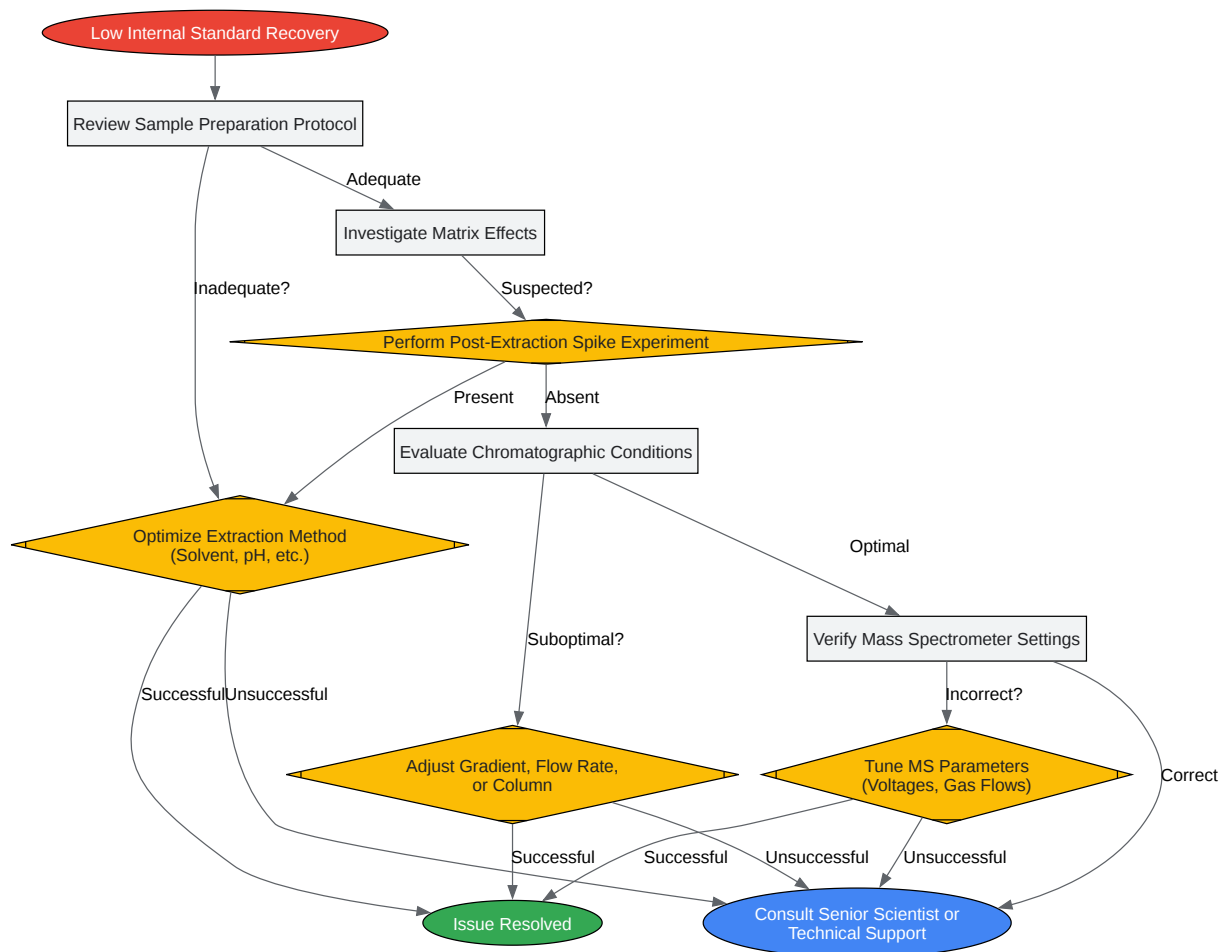 Low Internal Standard Recovery
Review Sample Preparation Protocol
Adequate
Investigate Matrix Effects
Inadequate?
Suspected?
Perform Post-Extraction Spike Experiment
Present
Absent
Evaluate Chromatographic Conditions
Optimize Extraction Method
(Solvent, pH, etc.)
Optimal
Suboptimal?
Verify Mass Spectrometer Settings
Successful
Unsuccessful
Incorrect?
Adjust Gradient, Flow Rate,
or Column
Tune MS Parameters
(Voltages, Gas Flows)
Correct
Successful
Successful
Unsuccessful
Unsuccessful
Issue Resolved
Consult Senior Scientist or
Technical Support